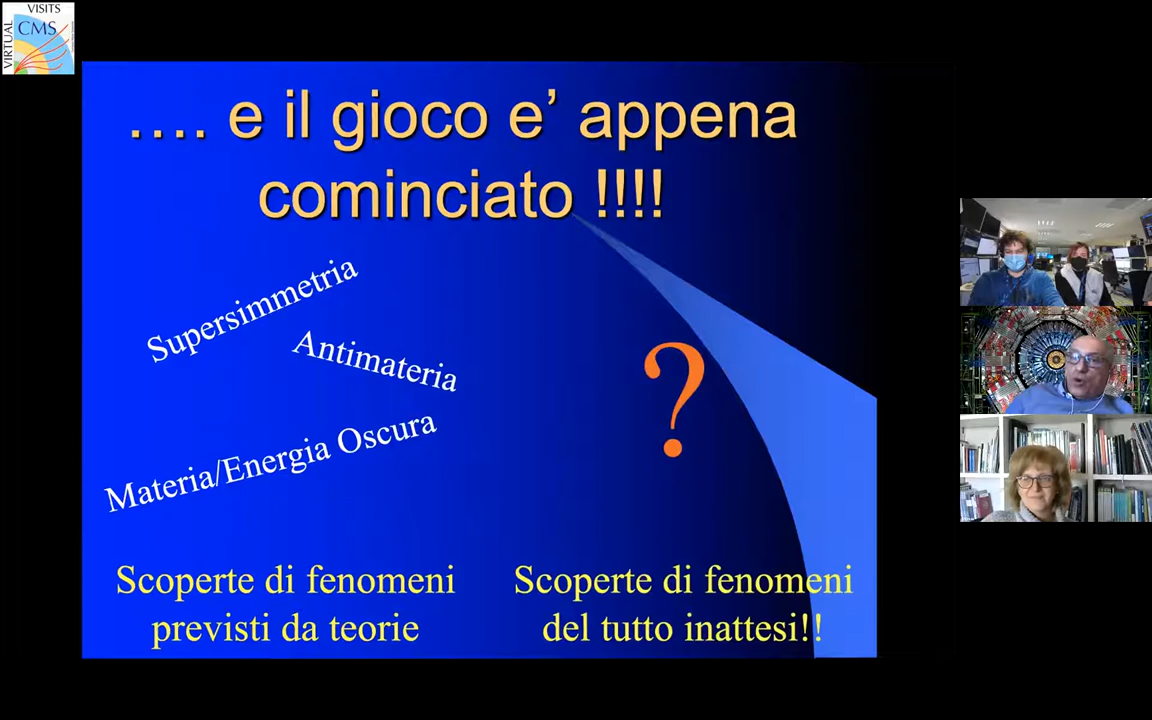 VISITS
CMS
VIRTUAL
…. e il gioco e’ appena
cominciato !!!!
Supersimmetria
Antimateria
Materia/Energia Oscura
?
Scoperte di fenomeni
previsti da teorie
Scoperte di fenomeni
del tutto inattesi!!